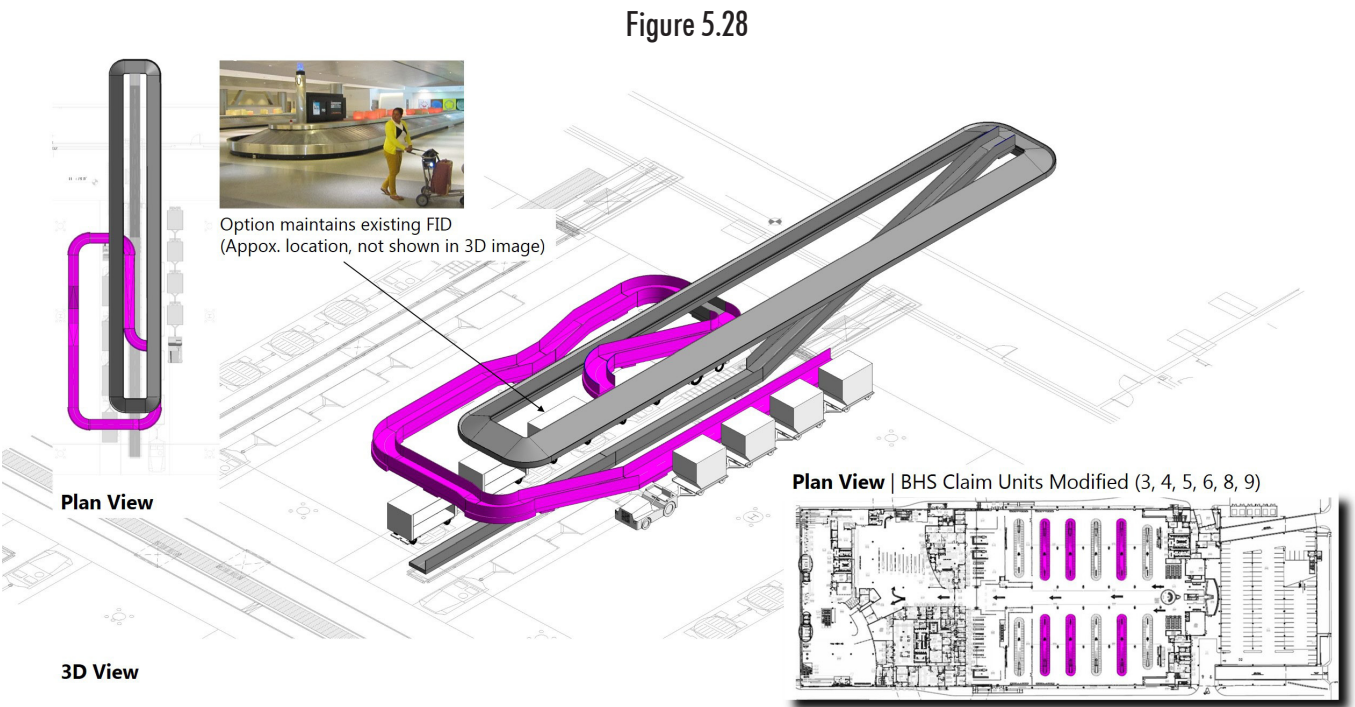 Figure 5.28
Option maintains existing FID
(Appox. location, not shown in 3D image)
Plan View
Plan View | BHS Claim Units Modified (3, 4, 5, 6, 8, 9)
3D View